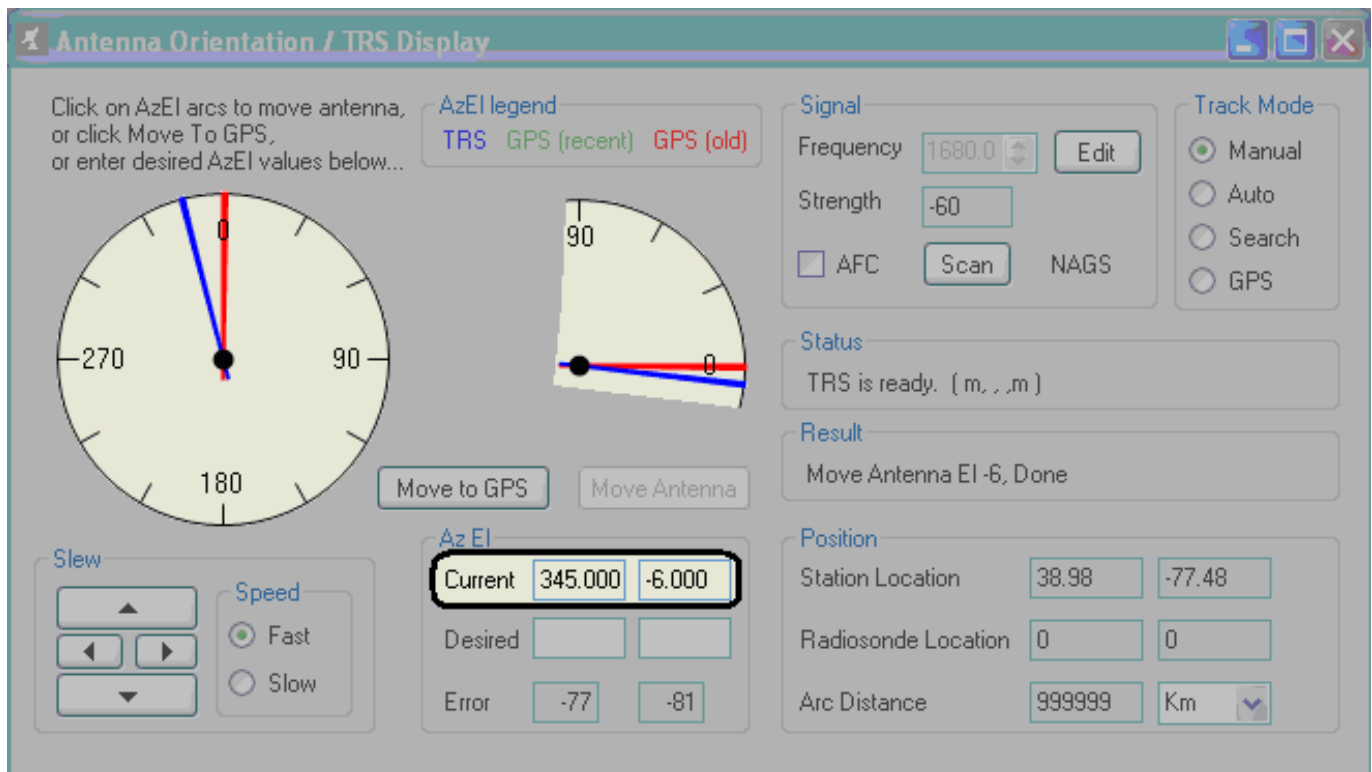 Antenna Orientation / TRS Display
Click on AzEl arcs to move antenna,
or click Move To GPS,
or enter desired AzEl values below...
AzEl legend
TRS GPS (recent) GPS (old)
0
90
180
270
90
0
Move to GPS
Move Antenna
Signal
Frequency 1680.0 Edit
Strength -60
AFC Scan NAGS
Track Mode
Manual
Auto
Search
GPS
Status
TRS is ready. ( m, , ,m )
Result
Move Antenna El -6, Done
Slew
Speed
Fast
Slow
Az El
Current 345.000 -6.000
Desired
Error -77 -81
Position
Station Location 38.98 -77.48
Radiosonde Location 0 0
Arc Distance 999999 Km